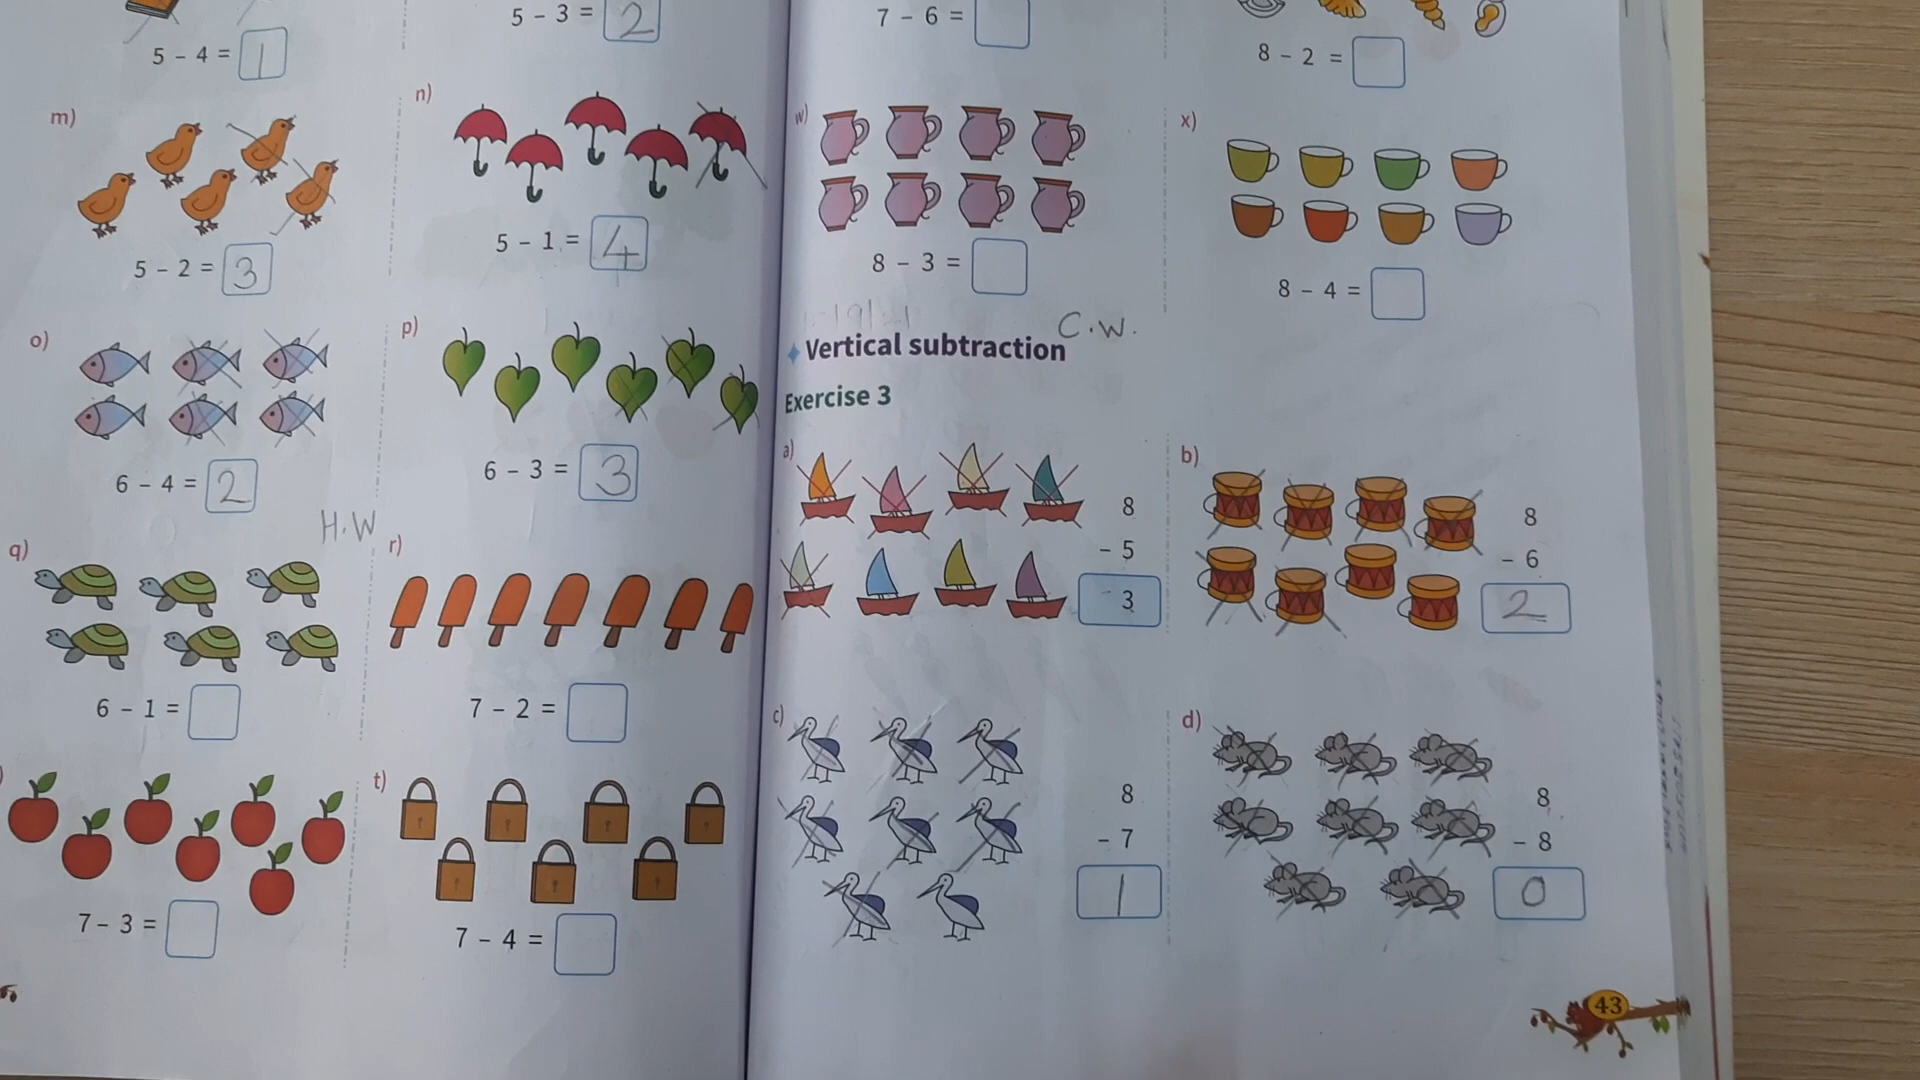 5 - 4 = 1
5 - 3 = 2
m)
5 - 2 = 3
n)
5 - 1 = 4
o)
6 - 4 = 2
p)
6 - 3 = 3
H.W
q)
6 - 1 =
r)
7 - 2 =
7 - 3 =
t)
7 - 4 =
7 - 6 =
8 - 2 =
w)
8 - 3 =
x)
8 - 4 =
C.W.
Vertical subtraction
Exercise 3
a)
8
- 5
3
b)
8
- 6
2
c)
8
- 7
1
d)
8
- 8
0
43